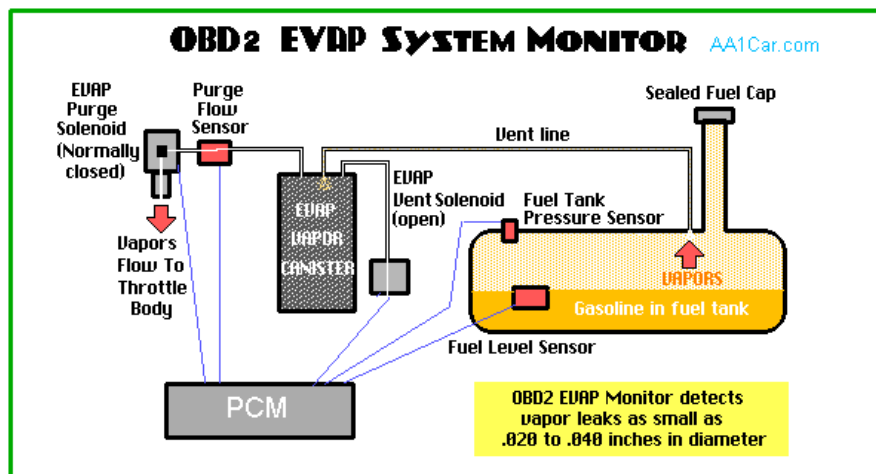 OBD2 EVAP SYSTEM MONITOR AA1Car.com
EVAP
Purge
Solenoid
(Normally
closed)
Purge
Flow
Sensor
Vent line
Sealed Fuel Cap
EVAP
Vent Solenoid
(open)
Fuel Tank
Pressure Sensor
EVAP
VAPOR
CANISTER
Vapors
Flow To
Throttle
Body
VAPORS
Gasoline in fuel tank
Fuel Level Sensor
PCM
OBD2 EVAP Monitor detects
vapor leaks as small as
.020 to .040 inches in diameter